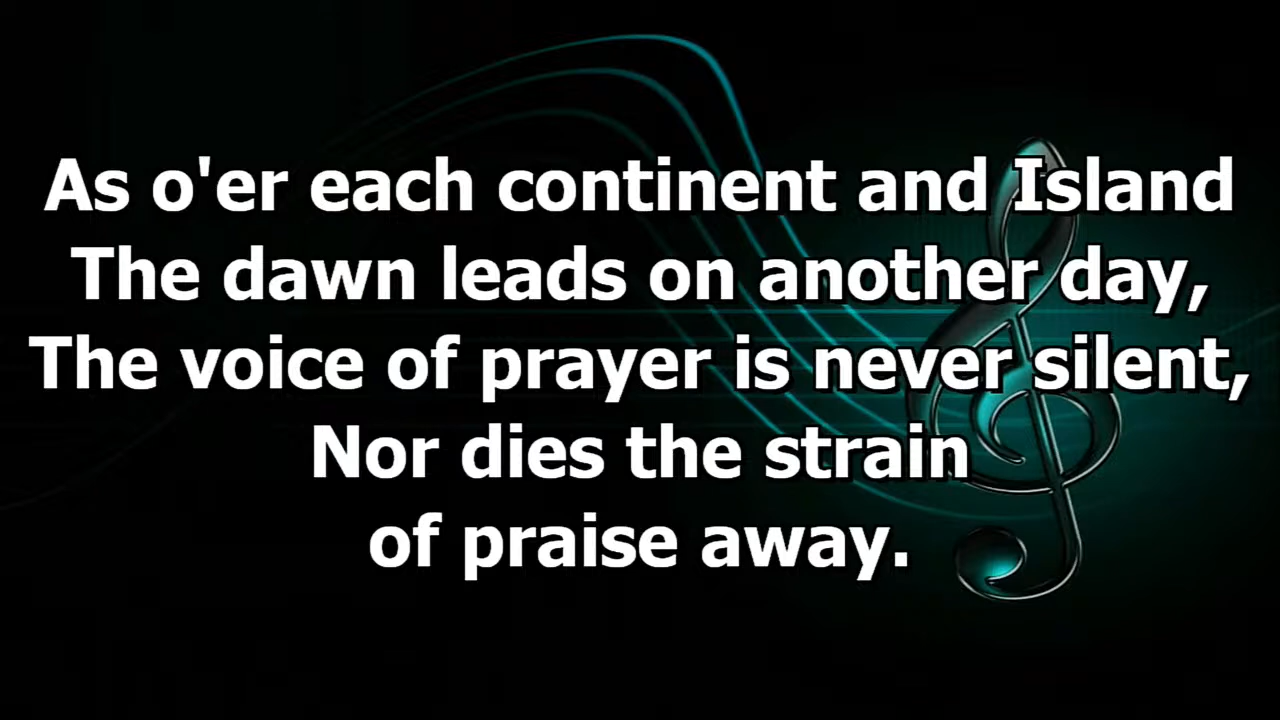 As o'er each continent and Island
The dawn leads on another day,
The voice of prayer is never silent,
Nor dies the strain
of praise away.